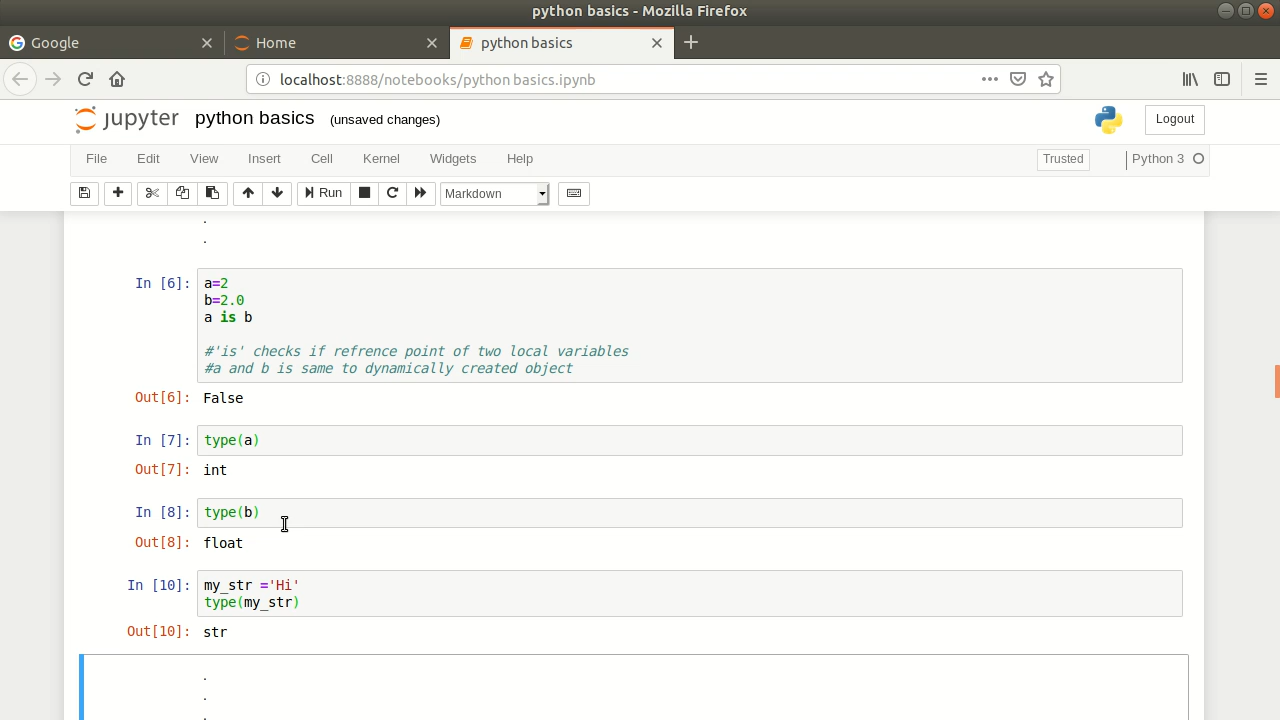 python basics - Mozilla Firefox
Google
Home
python basics
localhost:8888/notebooks/python basics.ipynb
jupyter python basics (unsaved changes)
Logout
File Edit View Insert Cell Kernel Widgets Help
Trusted
Python 3
Run
Markdown
.
.
In [6]: a=2
b=2.0
a is b
#'is' checks if refrence point of two local variables
#a and b is same to dynamically created object
Out[6]: False
In [7]: type(a)
Out[7]: int
In [8]: type(b)
Out[8]: float
In [10]: my_str ='Hi'
type(my_str)
Out[10]: str
.
.
.